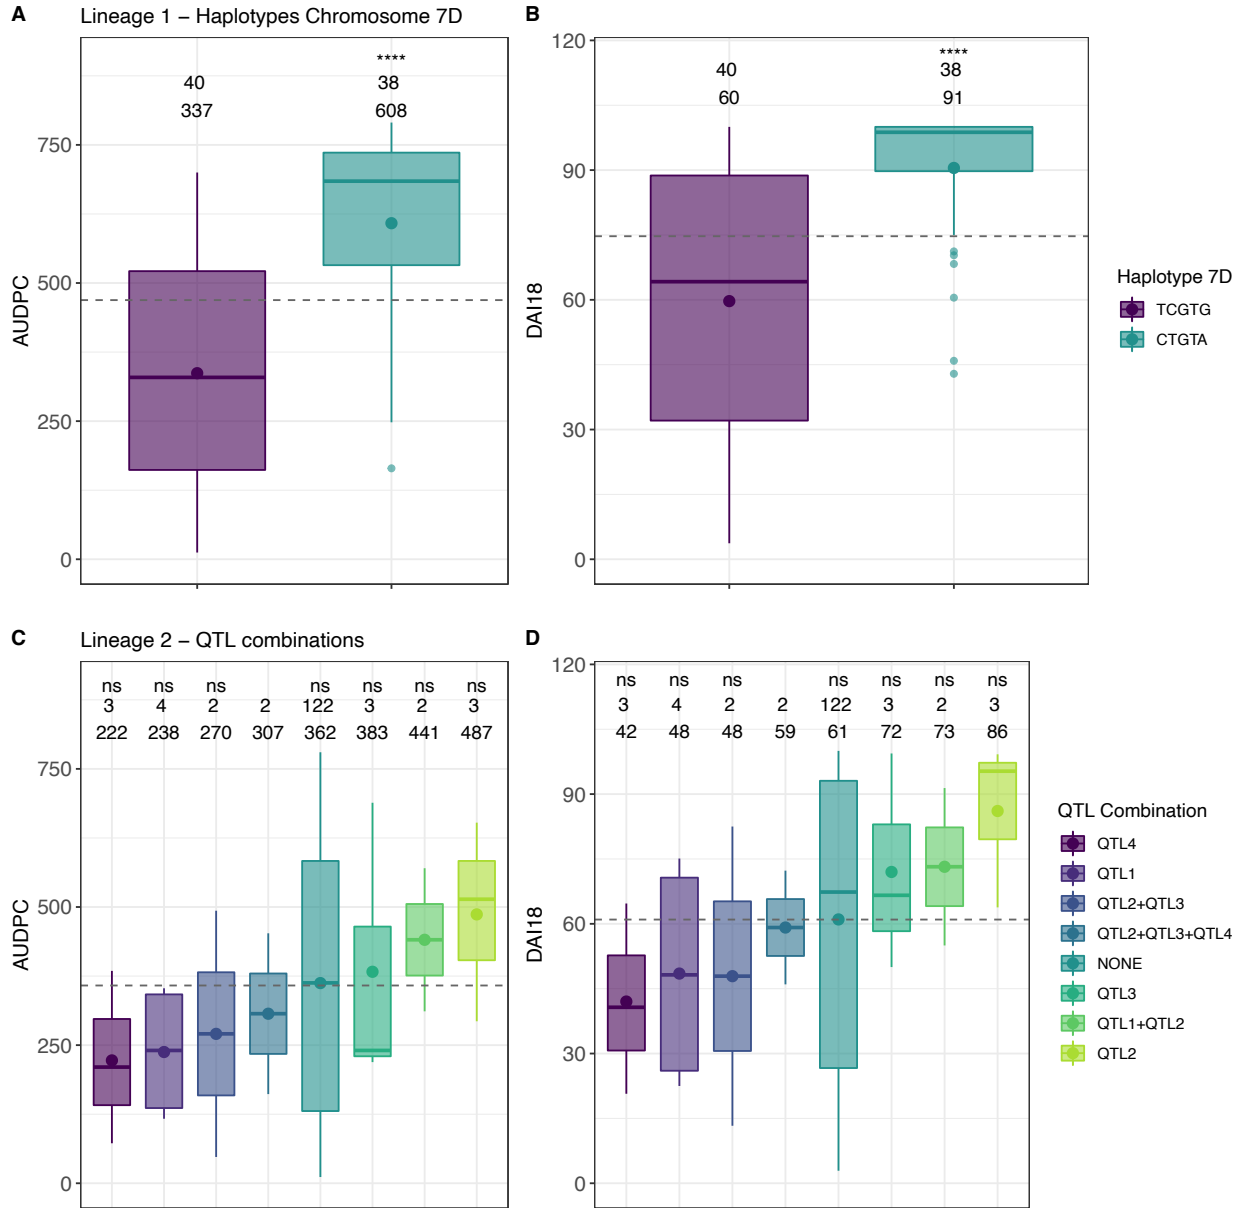 A
Lineage 1 – Haplotypes Chromosome 7D
****
40 38
337 608
750
500
250
0
AUDPC
B
****
40 38
60 91
120
90
60
30
0
DAI18
Haplotype 7D
TCGTG
CTGTA
C
Lineage 2 – QTL combinations
ns ns ns ns ns ns ns
3 4 2 2 122 3 2 3
222 238 270 307 362 383 441 487
750
500
250
0
AUDPC
D
ns ns ns ns ns ns ns
3 4 2 2 122 3 2 3
42 48 48 59 61 72 73 86
120
90
60
30
0
DAI18
QTL Combination
QTL4
QTL1
QTL2+QTL3
QTL2+QTL3+QTL4
NONE
QTL3
QTL1+QTL2
QTL2